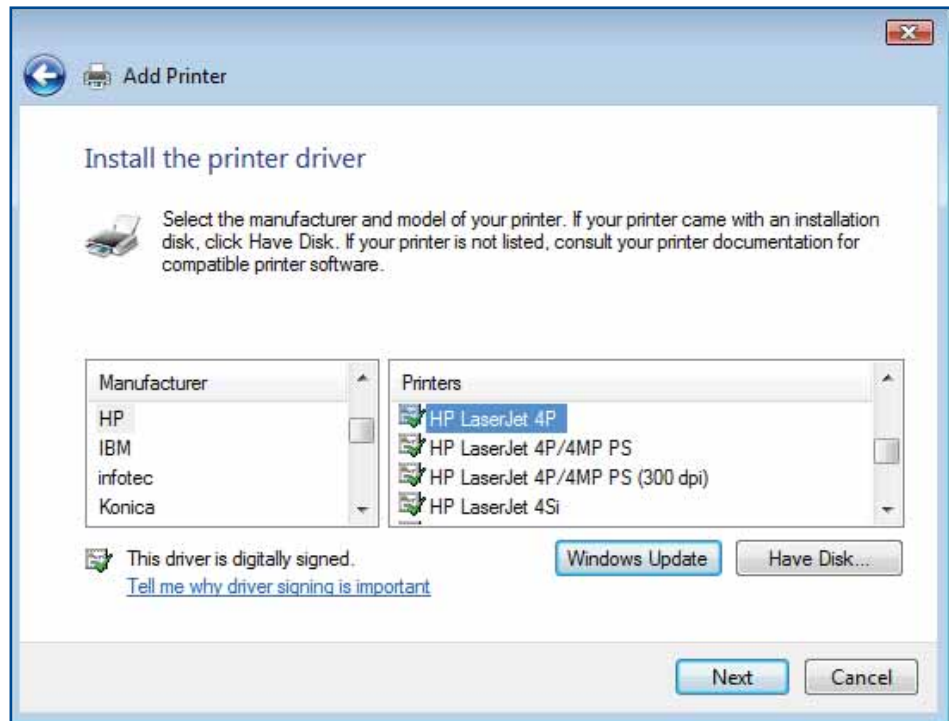 Add Printer
Install the printer driver
Select the manufacturer and model of your printer. If your printer came with an installation
disk, click Have Disk. If your printer is not listed, consult your printer documentation for
compatible printer software.
Manufacturer
HP
IBM
infotec
Konica
Printers
HP LaserJet 4P
HP LaserJet 4P/4MP PS
HP LaserJet 4P/4MP PS (300 dpi)
HP LaserJet 4Si
This driver is digitally signed.
Tell me why driver signing is important
Windows Update
Have Disk...
Next
Cancel